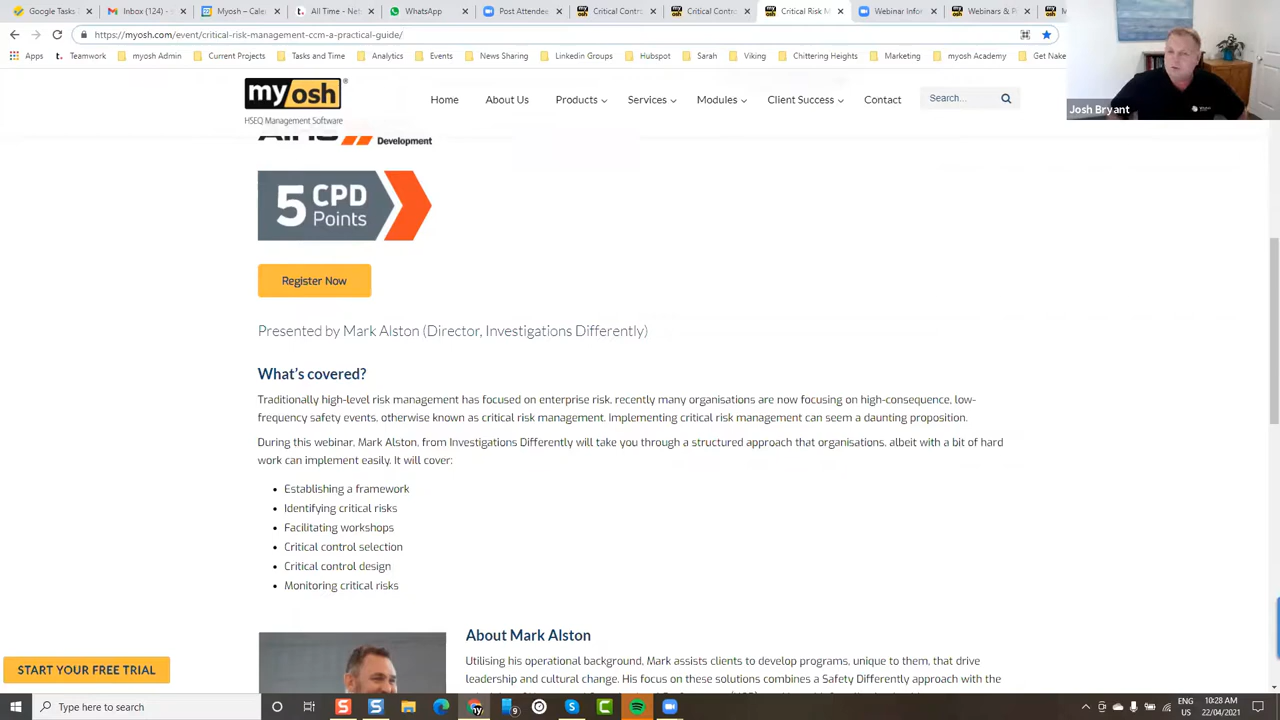 Google Tasks
Inbox (124) -
Myosh – Cale
All Time - Net
WhatsApp
Post Attendee
Critical Contr
Critical Contr
Critical Risk M
Webinar Infor
Webinars & P
https://myosh.com/event/critical-risk-management-ccm-a-practical-guide/
Apps
Teamwork
myosh Admin
Current Projects
Tasks and Time
Analytics
Events
News Sharing
Linkedin Groups
Hubspot
Sarah
Viking
Chittering Heights
Marketing
myosh Academy
Get Nake
my/osh®
HSEQ Management Software
Home
About Us
Products
Services
Modules
Client Success
Contact
Search...
Josh Bryant
Development
5 CPD
Points
Register Now
Presented by Mark Alston (Director, Investigations Differently)
What's covered?
Traditionally high-level risk management has focused on enterprise risk, recently many organisations are now focusing on high-consequence, low-
frequency safety events, otherwise known as critical risk management. Implementing critical risk management can seem a daunting proposition.
During this webinar, Mark Alston, from Investigations Differently will take you through a structured approach that organisations, albeit with a bit of hard
work can implement easily. It will cover:
• Establishing a framework
• Identifying critical risks
• Facilitating workshops
• Critical control selection
• Critical control design
• Monitoring critical risks
About Mark Alston
Utilising his operational background, Mark assists clients to develop programs, unique to them, that drive
leadership and cultural change. His focus on these solutions combines a Safety Differently approach with the
START YOUR FREE TRIAL
Type here to search
ENG
US
10:28 AM
22/04/2021